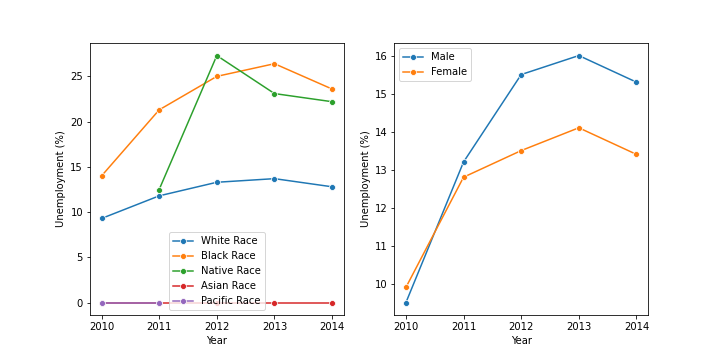 Unemployment (%)
25
20
15
10
5
0
2010 2011 2012 2013 2014
Year
White Race
Black Race
Native Race
Asian Race
Pacific Race
Unemployment (%)
16
15
14
13
12
11
10
2010 2011 2012 2013 2014
Year
Male
Female